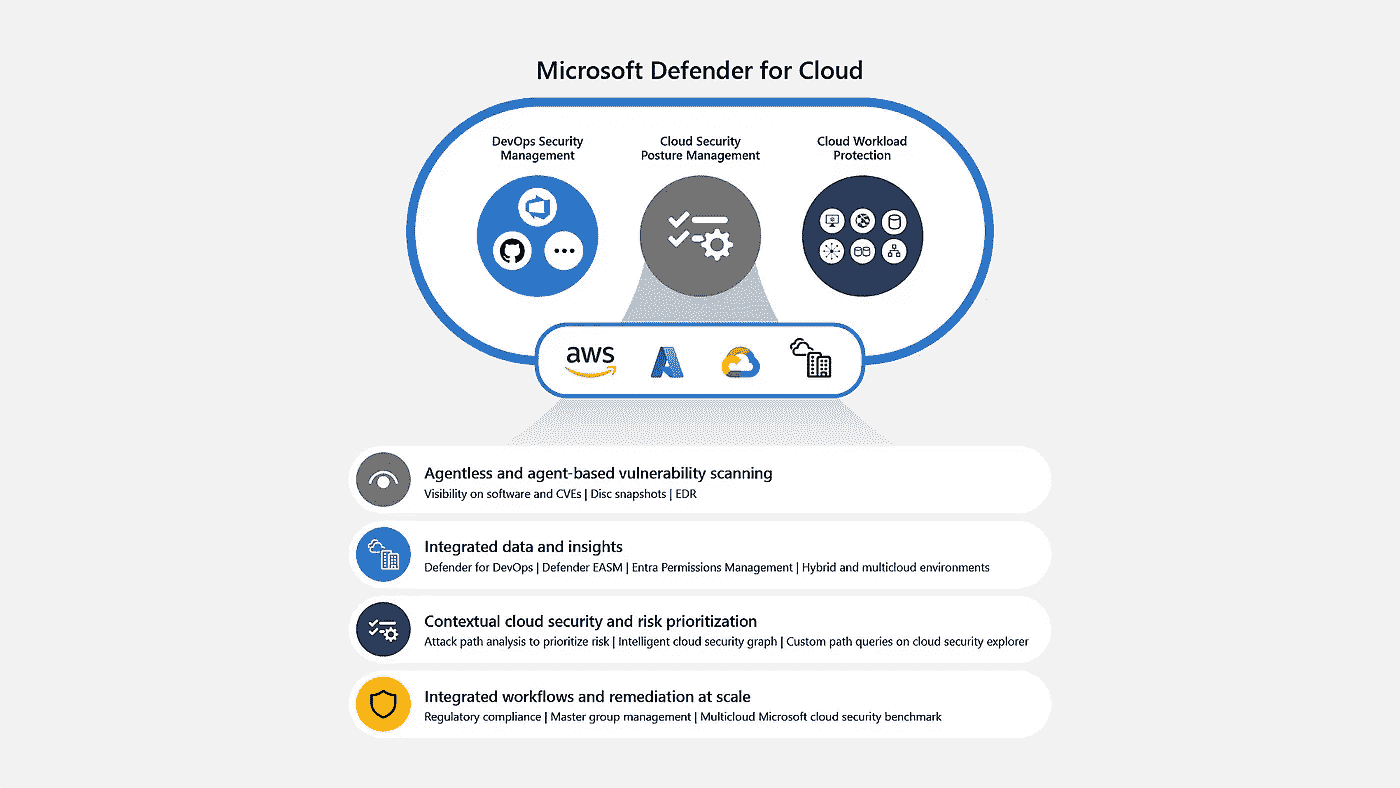 Microsoft Defender for Cloud
DevOps Security
Management
Cloud Security
Posture Management
Cloud Workload
Protection
aws
Agentless and agent-based vulnerability scanning
Visibility on software and CVEs | Disc snapshots | EDR
Integrated data and insights
Defender for DevOps | Defender EASM | Entra Permissions Management | Hybrid and multicloud environments
Contextual cloud security and risk prioritization
Attack path analysis to prioritize risk | Intelligent cloud security graph | Custom path queries on cloud security explorer
Integrated workflows and remediation at scale
Regulatory compliance | Master group management | Multicloud Microsoft cloud security benchmark